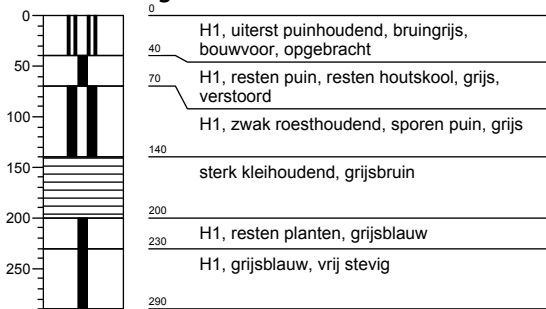 0
0
H1, uiterst puinhoudend, bruingrijs,
bouwvoor, opgebracht
40
50
H1, resten puin, resten houtskool, grijs,
verstoord
70
100
H1, zwak roesthoudend, sporen puin, grijs
140
150
sterk kleihoudend, grijsbruin
200
200
H1, resten planten, grijsblauw
230
250
H1, grijsblauw, vrij stevig
290